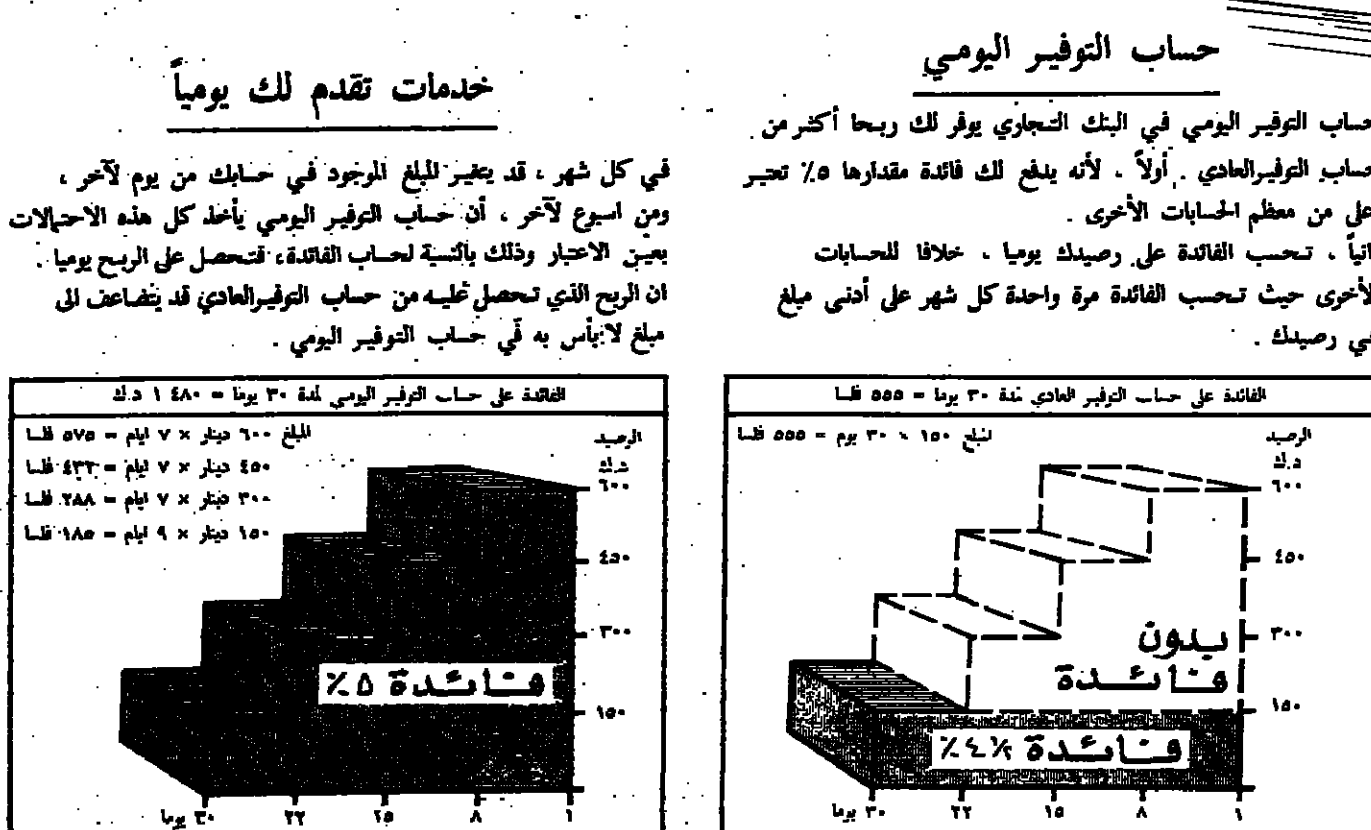 حساب التوفير اليومي
حساب التوفير اليومي في البنك التجاري يوفر لك ربحا أكثر من
حساب التوفير العادي . أولاً ، لأنه يدفع لك فائدة مقدارها ٥٪ تعتبر
على من معظم الحسابات الأخرى .
انياً ، تحسب الفائدة على رصيدك يوميا ، خلافا للحسابات
لأخرى حيث تحسب الفائدة مرة واحدة كل شهر على أدنى مبلغ
ي رصيدك .
الفائدة على حساب التوفير العادي لمدة ٣٠ يوما = ٥٥٥ فلسا
المبلغ ١٥٠ × ٣٠ يوم = ٥٥٥ فلسا
الرصيد
د.ك
٦٠٠
٤٥٠
٣٠٠
١٥٠
بدون
فائدة
فائدة ٤½٪
١
٨
١٥
٢٢
٣٠ يوما
خدمات تقدم لك يومياً
في كل شهر ، قد يتغير المبلغ الموجود في حسابك من يوم لآخر ،
ومن اسبوع لآخر ، أن حساب التوفير اليومي يأخذ كل هذه الاحتمالات
بعين الاعتبار وذلك بالنسبة لحساب الفائدة، فتحصل على الربح يوميا .
ان الربح الذي تحصل عليه من حساب التوفير العادي قد يتضاعف الى
مبلغ لا بأس به في حساب التوفير اليومي .
الفائدة على حساب التوفير اليومي لمدة ٣٠ يوما = ٤٨٠ ١ د.ك
المبلغ ٦٠٠ دينار × ٧ ايام = ٥٧٥ فلسا
٤٥٠ دينار × ٧ ايام = ٤٣٢ فلسا
٣٠٠ دينار × ٧ ايام = ٢٨٨ فلسا
١٥٠ دينار × ٩ ايام = ١٨٥ فلسا
الرصيد
د.ك
٦٠٠
٤٥٠
٣٠٠
١٥٠
فائدة ٥٪
١
٨
١٥
٢٢
٣٠ يوما